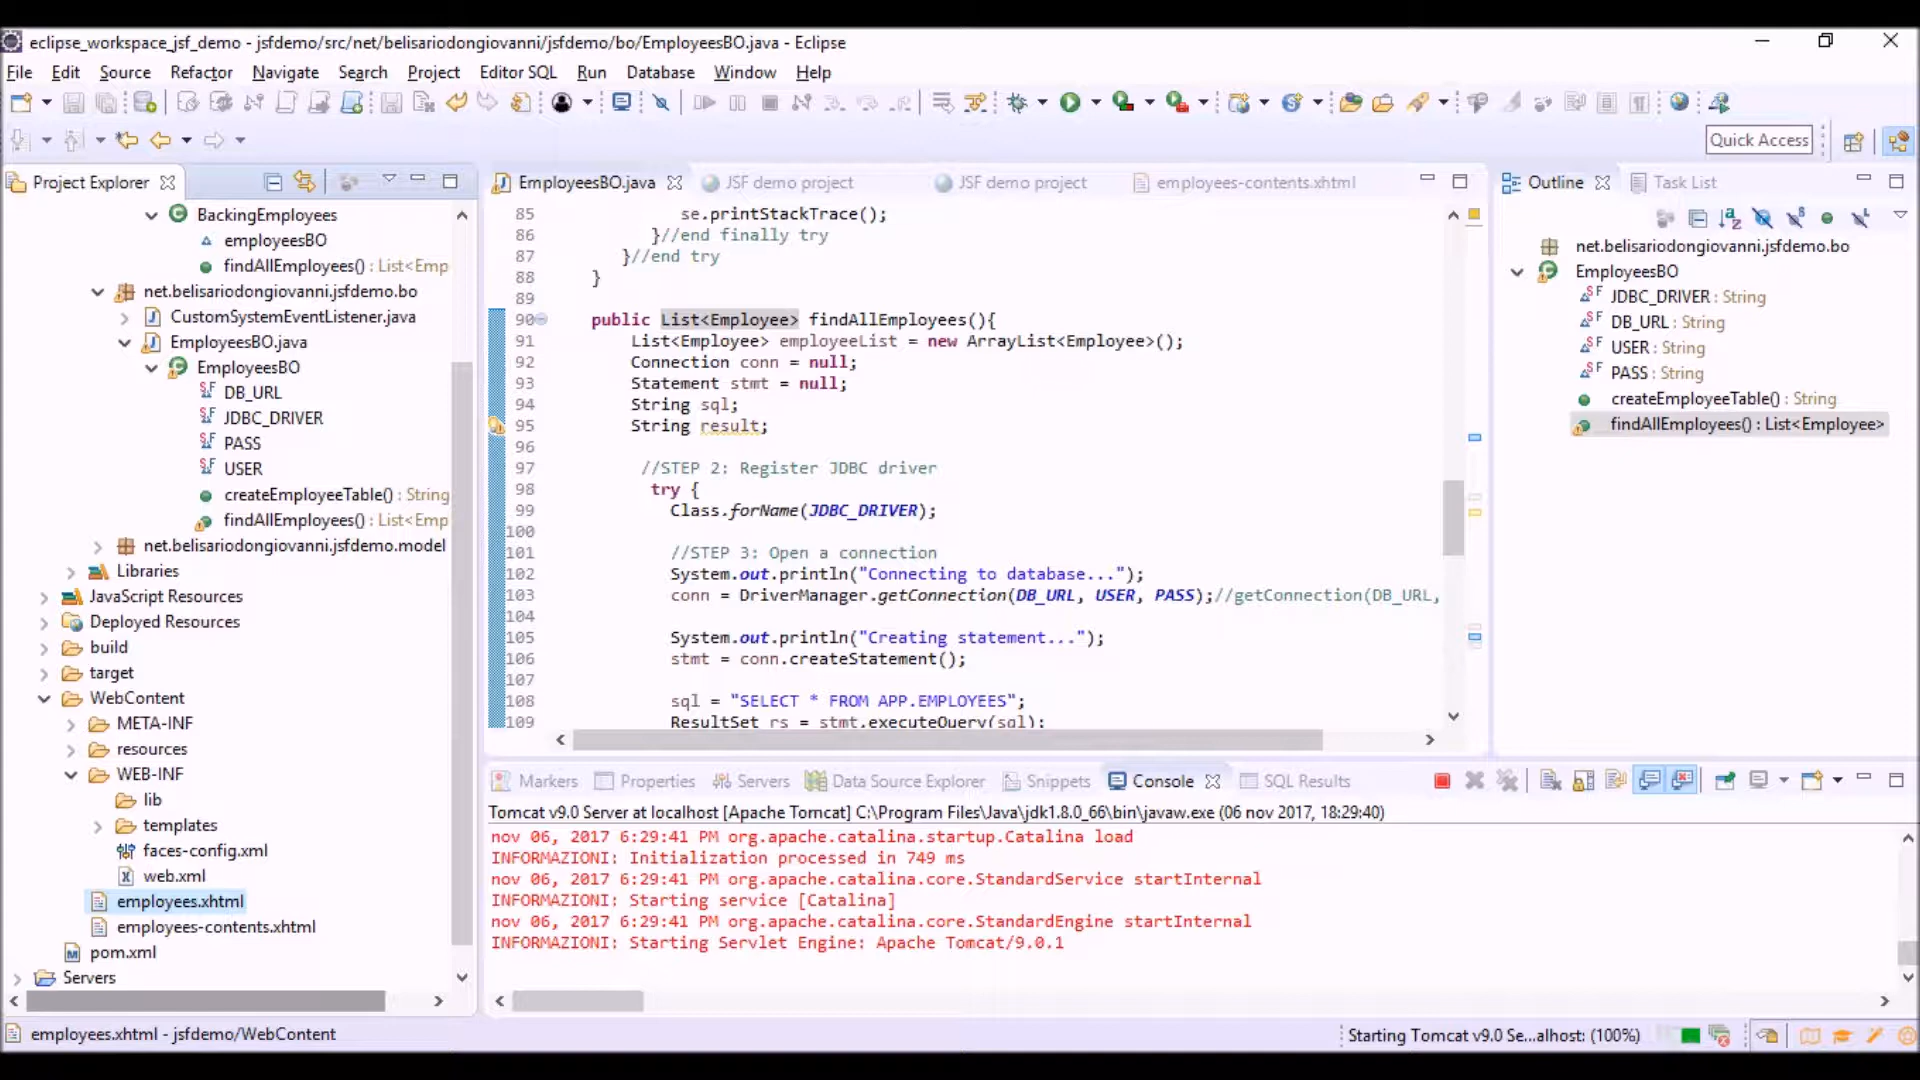 eclipse_workspace_jsf_demo - jsfdemo/src/net/belisariodongiovanni/jsfdemo/bo/EmployeesBO.java - Eclipse
File Edit Source Refactor Navigate Search Project Editor SQL Run Database Window Help
Quick Access
Project Explorer
BackingEmployees
employeesBO
findAllEmployees() : List<Emp
net.belisariodongiovanni.jsfdemo.bo
CustomSystemEventListener.java
EmployeesBO.java
EmployeesBO
DB_URL
JDBC_DRIVER
PASS
USER
createEmployeeTable() : String
findAllEmployees() : List<Emp
net.belisariodongiovanni.jsfdemo.model
Libraries
JavaScript Resources
Deployed Resources
build
target
WebContent
META-INF
resources
WEB-INF
lib
templates
faces-config.xml
web.xml
employees.xhtml
employees-contents.xhtml
pom.xml
Servers
EmployeesBO.java JSF demo project JSF demo project employees-contents.xhtml
85 se.printStackTrace();
86 }//end finally try
87 }//end try
88 }
89
90 public List<Employee> findAllEmployees(){
91 List<Employee> employeeList = new ArrayList<Employee>();
92 Connection conn = null;
93 Statement stmt = null;
94 String sql;
95 String result;
96
97 //STEP 2: Register JDBC driver
98 try {
99 Class.forName(JDBC_DRIVER);
100
101 //STEP 3: Open a connection
102 System.out.println("Connecting to database...");
103 conn = DriverManager.getConnection(DB_URL, USER, PASS);//getConnection(DB_URL,
104
105 System.out.println("Creating statement...");
106 stmt = conn.createStatement();
107
108 sql = "SELECT * FROM APP.EMPLOYEES";
109 ResultSet rs = stmt.executeQuery(sql);
Outline Task List
net.belisariodongiovanni.jsfdemo.bo
EmployeesBO
JDBC_DRIVER : String
DB_URL : String
USER : String
PASS : String
createEmployeeTable() : String
findAllEmployees() : List<Employee>
Markers Properties Servers Data Source Explorer Snippets Console SQL Results
Tomcat v9.0 Server at localhost [Apache Tomcat] C:\Program Files\Java\jdk1.8.0_66\bin\javaw.exe (06 nov 2017, 18:29:40)
nov 06, 2017 6:29:41 PM org.apache.catalina.startup.Catalina load
INFORMAZIONI: Initialization processed in 749 ms
nov 06, 2017 6:29:41 PM org.apache.catalina.core.StandardService startInternal
INFORMAZIONI: Starting service [Catalina]
nov 06, 2017 6:29:41 PM org.apache.catalina.core.StandardEngine startInternal
INFORMAZIONI: Starting Servlet Engine: Apache Tomcat/9.0.1
employees.xhtml - jsfdemo/WebContent
Starting Tomcat v9.0 Se...alhost: (100%)